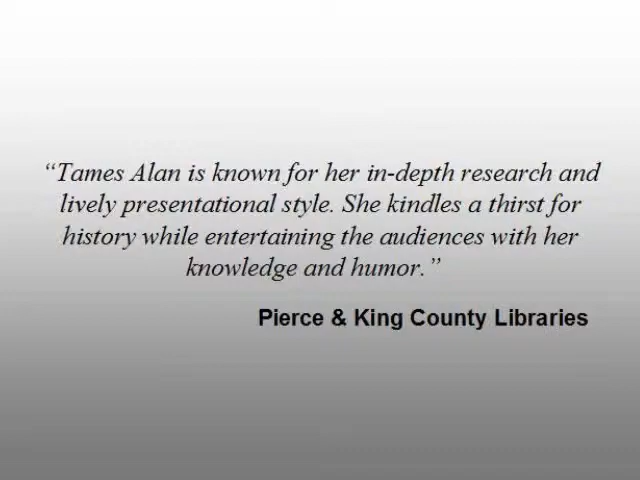 “Tames Alan is known for her in-depth research and
lively presentational style. She kindles a thirst for
history while entertaining the audiences with her
knowledge and humor.”
Pierce & King County Libraries